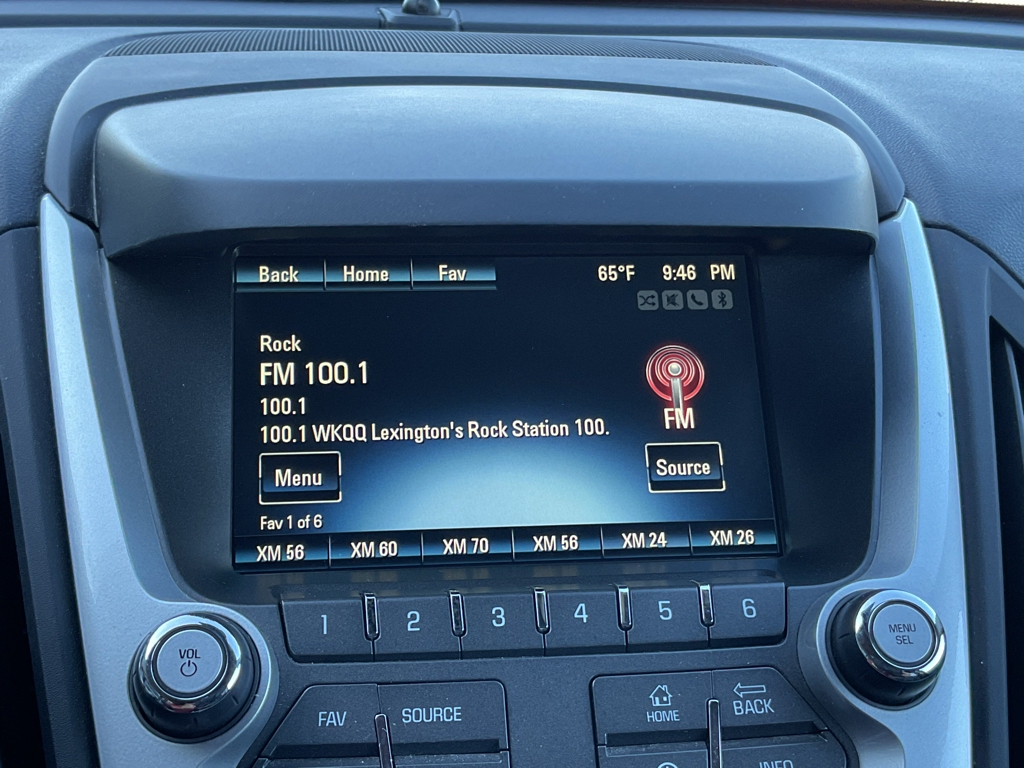 Back Home Fav 65°F 9:46 PM
Rock
FM 100.1
100.1
100.1 WKQQ Lexington's Rock Station 100.
FM
Menu Source
Fav 1 of 6
XM 56 XM 60 XM 70 XM 56 XM 24 XM 26
1 2 3 4 5 6
VOL
MENU
SEL
FAV SOURCE HOME BACK
INFO